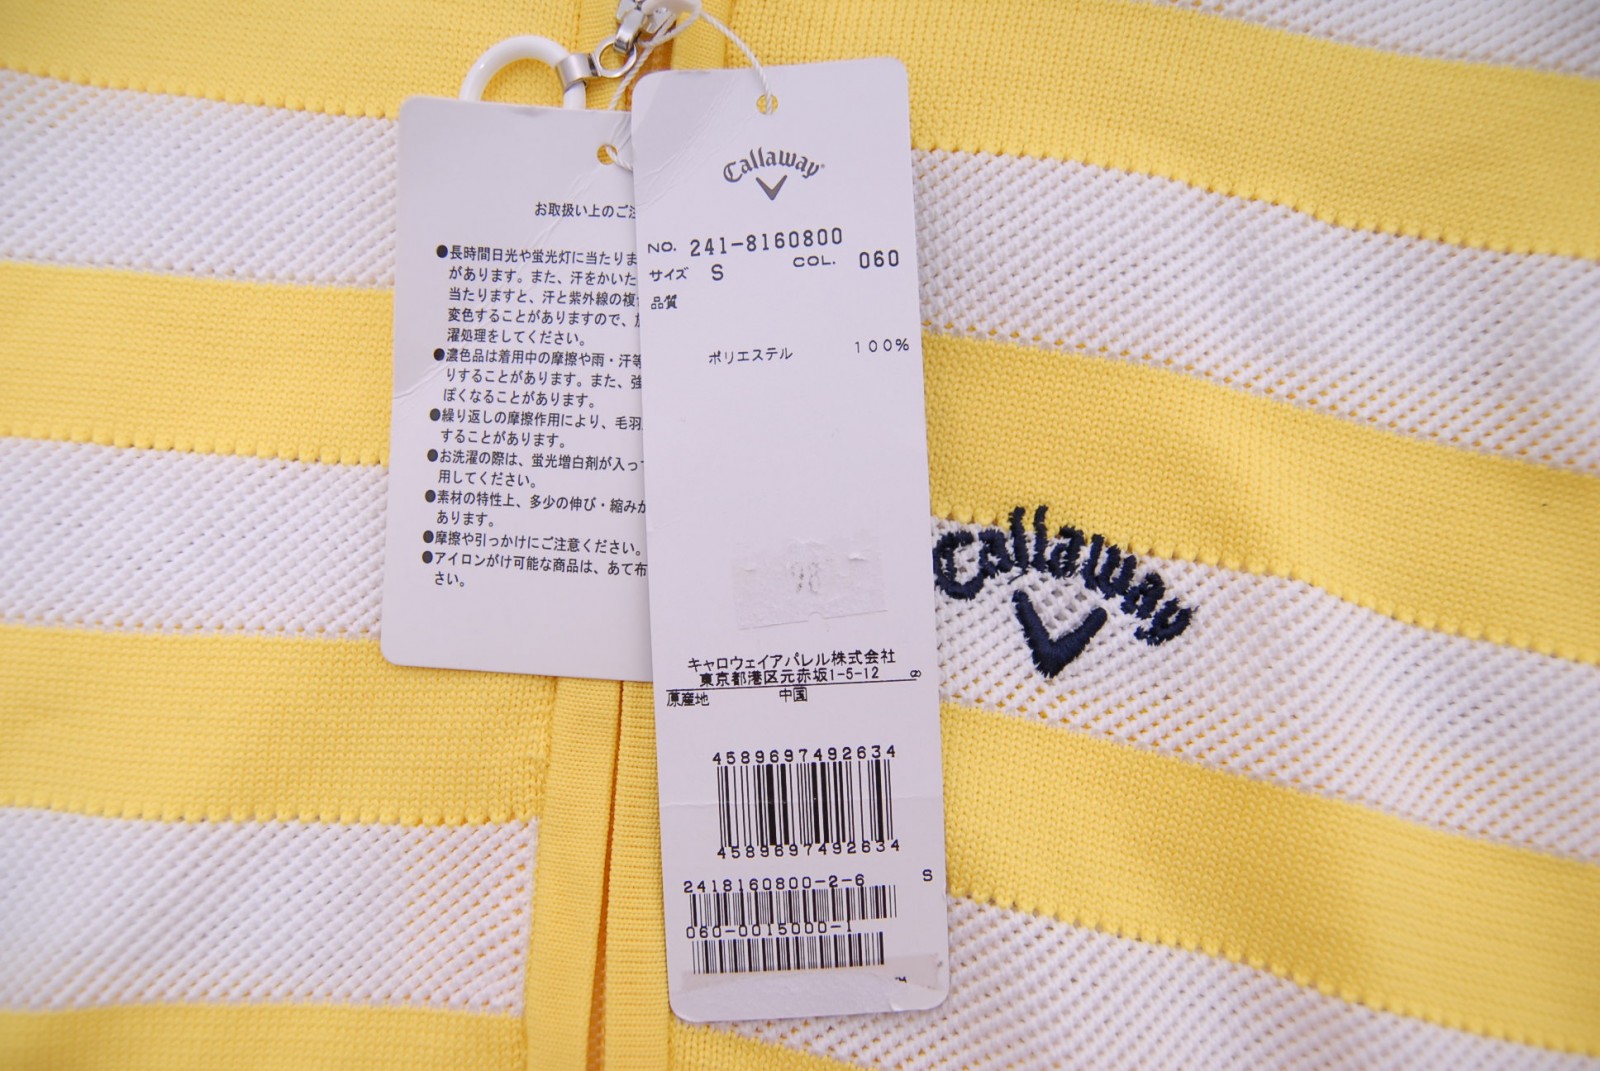 お取扱い上のご注
●長時間日光や蛍光灯に当たりま
があります。また、汗をかいた
当たりますと、汗と紫外線の複合
変色することがありますので、
濯処理をしてください。
●濃色品は着用中の摩擦や雨・汗等
りすることがあります。また、強
ぽくなることがあります。
●繰り返しの摩擦作用により、毛羽
することがあります。
●お洗濯の際は、蛍光増白剤が入っ
用してください。
●素材の特性上、多少の伸び・縮みが
あります。
●摩擦や引っかけにご注意ください。
●アイロンがけ可能な商品は、あて布
さい。
Callaway
NO. 241-8160800
サイズ S COL. 060
品質
ポリエステル 100%
98
キャロウェイアパレル株式会社
東京都港区元赤坂1-5-12
原産地 中国
4589697492634
4589697492634
2418160800-2-6 S
060-0015000-1
Callaway